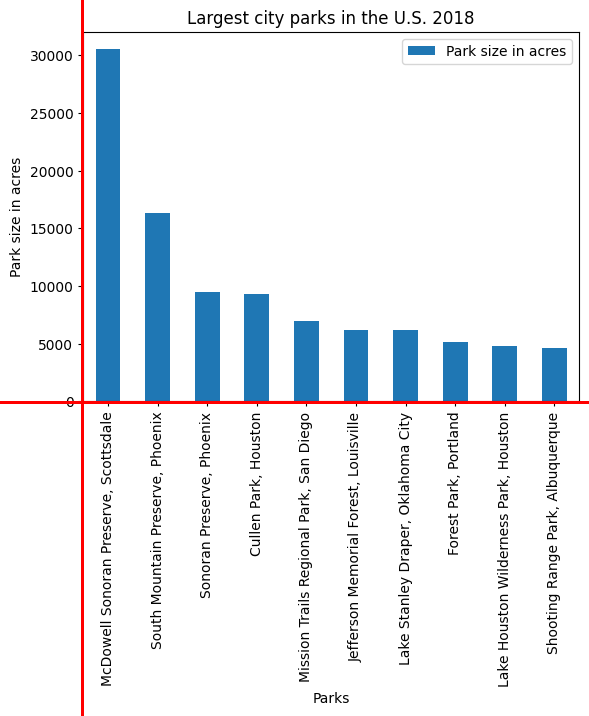 Largest city parks in the U.S. 2018
Park size in acres
Park size in acres
30000
25000
20000
15000
10000
5000
0
McDowell Sonoran Preserve, Scottsdale
South Mountain Preserve, Phoenix
Sonoran Preserve, Phoenix
Cullen Park, Houston
Mission Trails Regional Park, San Diego
Jefferson Memorial Forest, Louisville
Lake Stanley Draper, Oklahoma City
Forest Park, Portland
Lake Houston Wilderness Park, Houston
Shooting Range Park, Albuquerque
Parks